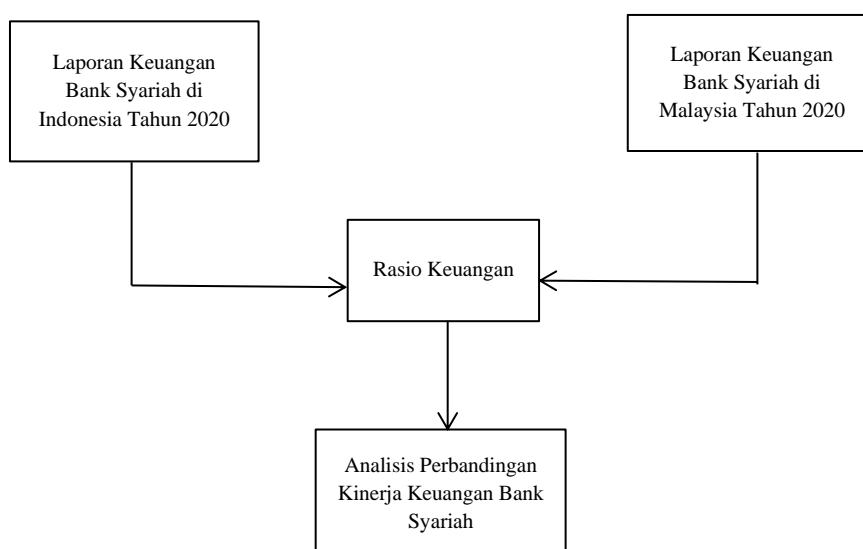 Laporan Keuangan
Bank Syariah di
Indonesia Tahun 2020
Laporan Keuangan
Bank Syariah di
Malaysia Tahun 2020
Rasio Keuangan
Analisis Perbandingan
Kinerja Keuangan Bank
Syariah